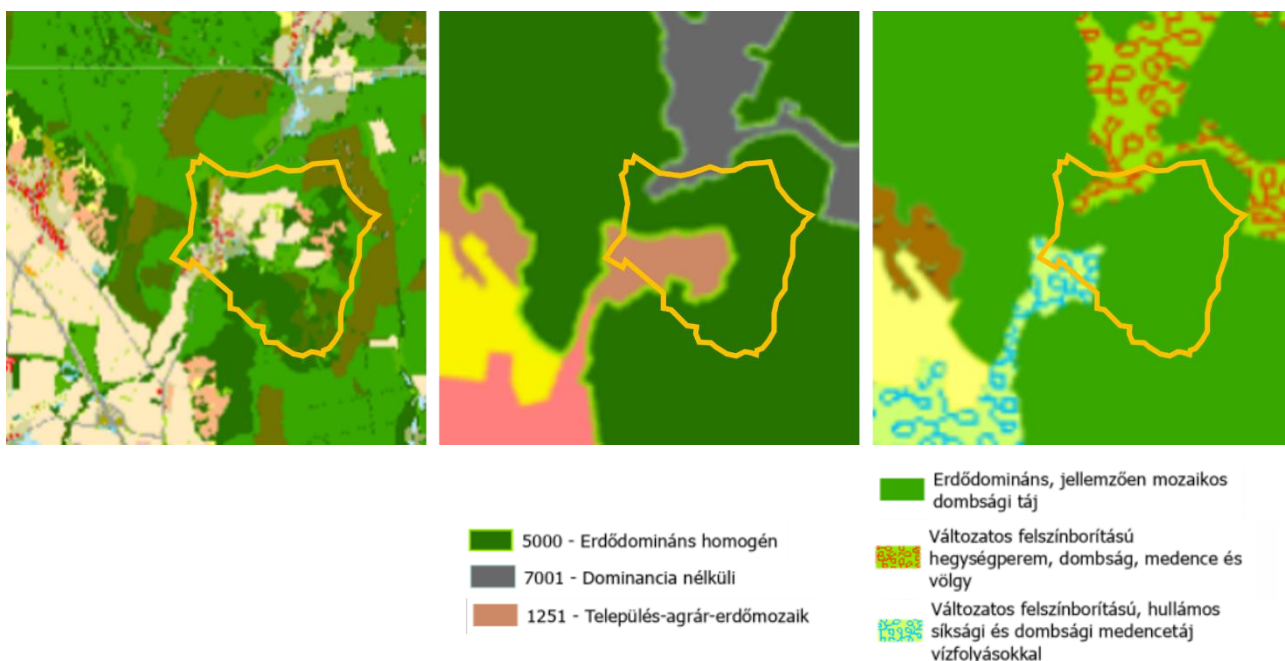 5000 - Erdődomináns homogén
7001 - Dominancia nélküli
1251 - Település-agrár-erdőmozaik
Erdődomináns, jellemzően mozaikos
dombsági táj
Változatos felszínborítású
hegységperem, dombság, medence és
völgy
Változatos felszínborítású, hullámos
síksági és dombsági medencetáj
vízfolyásokkal